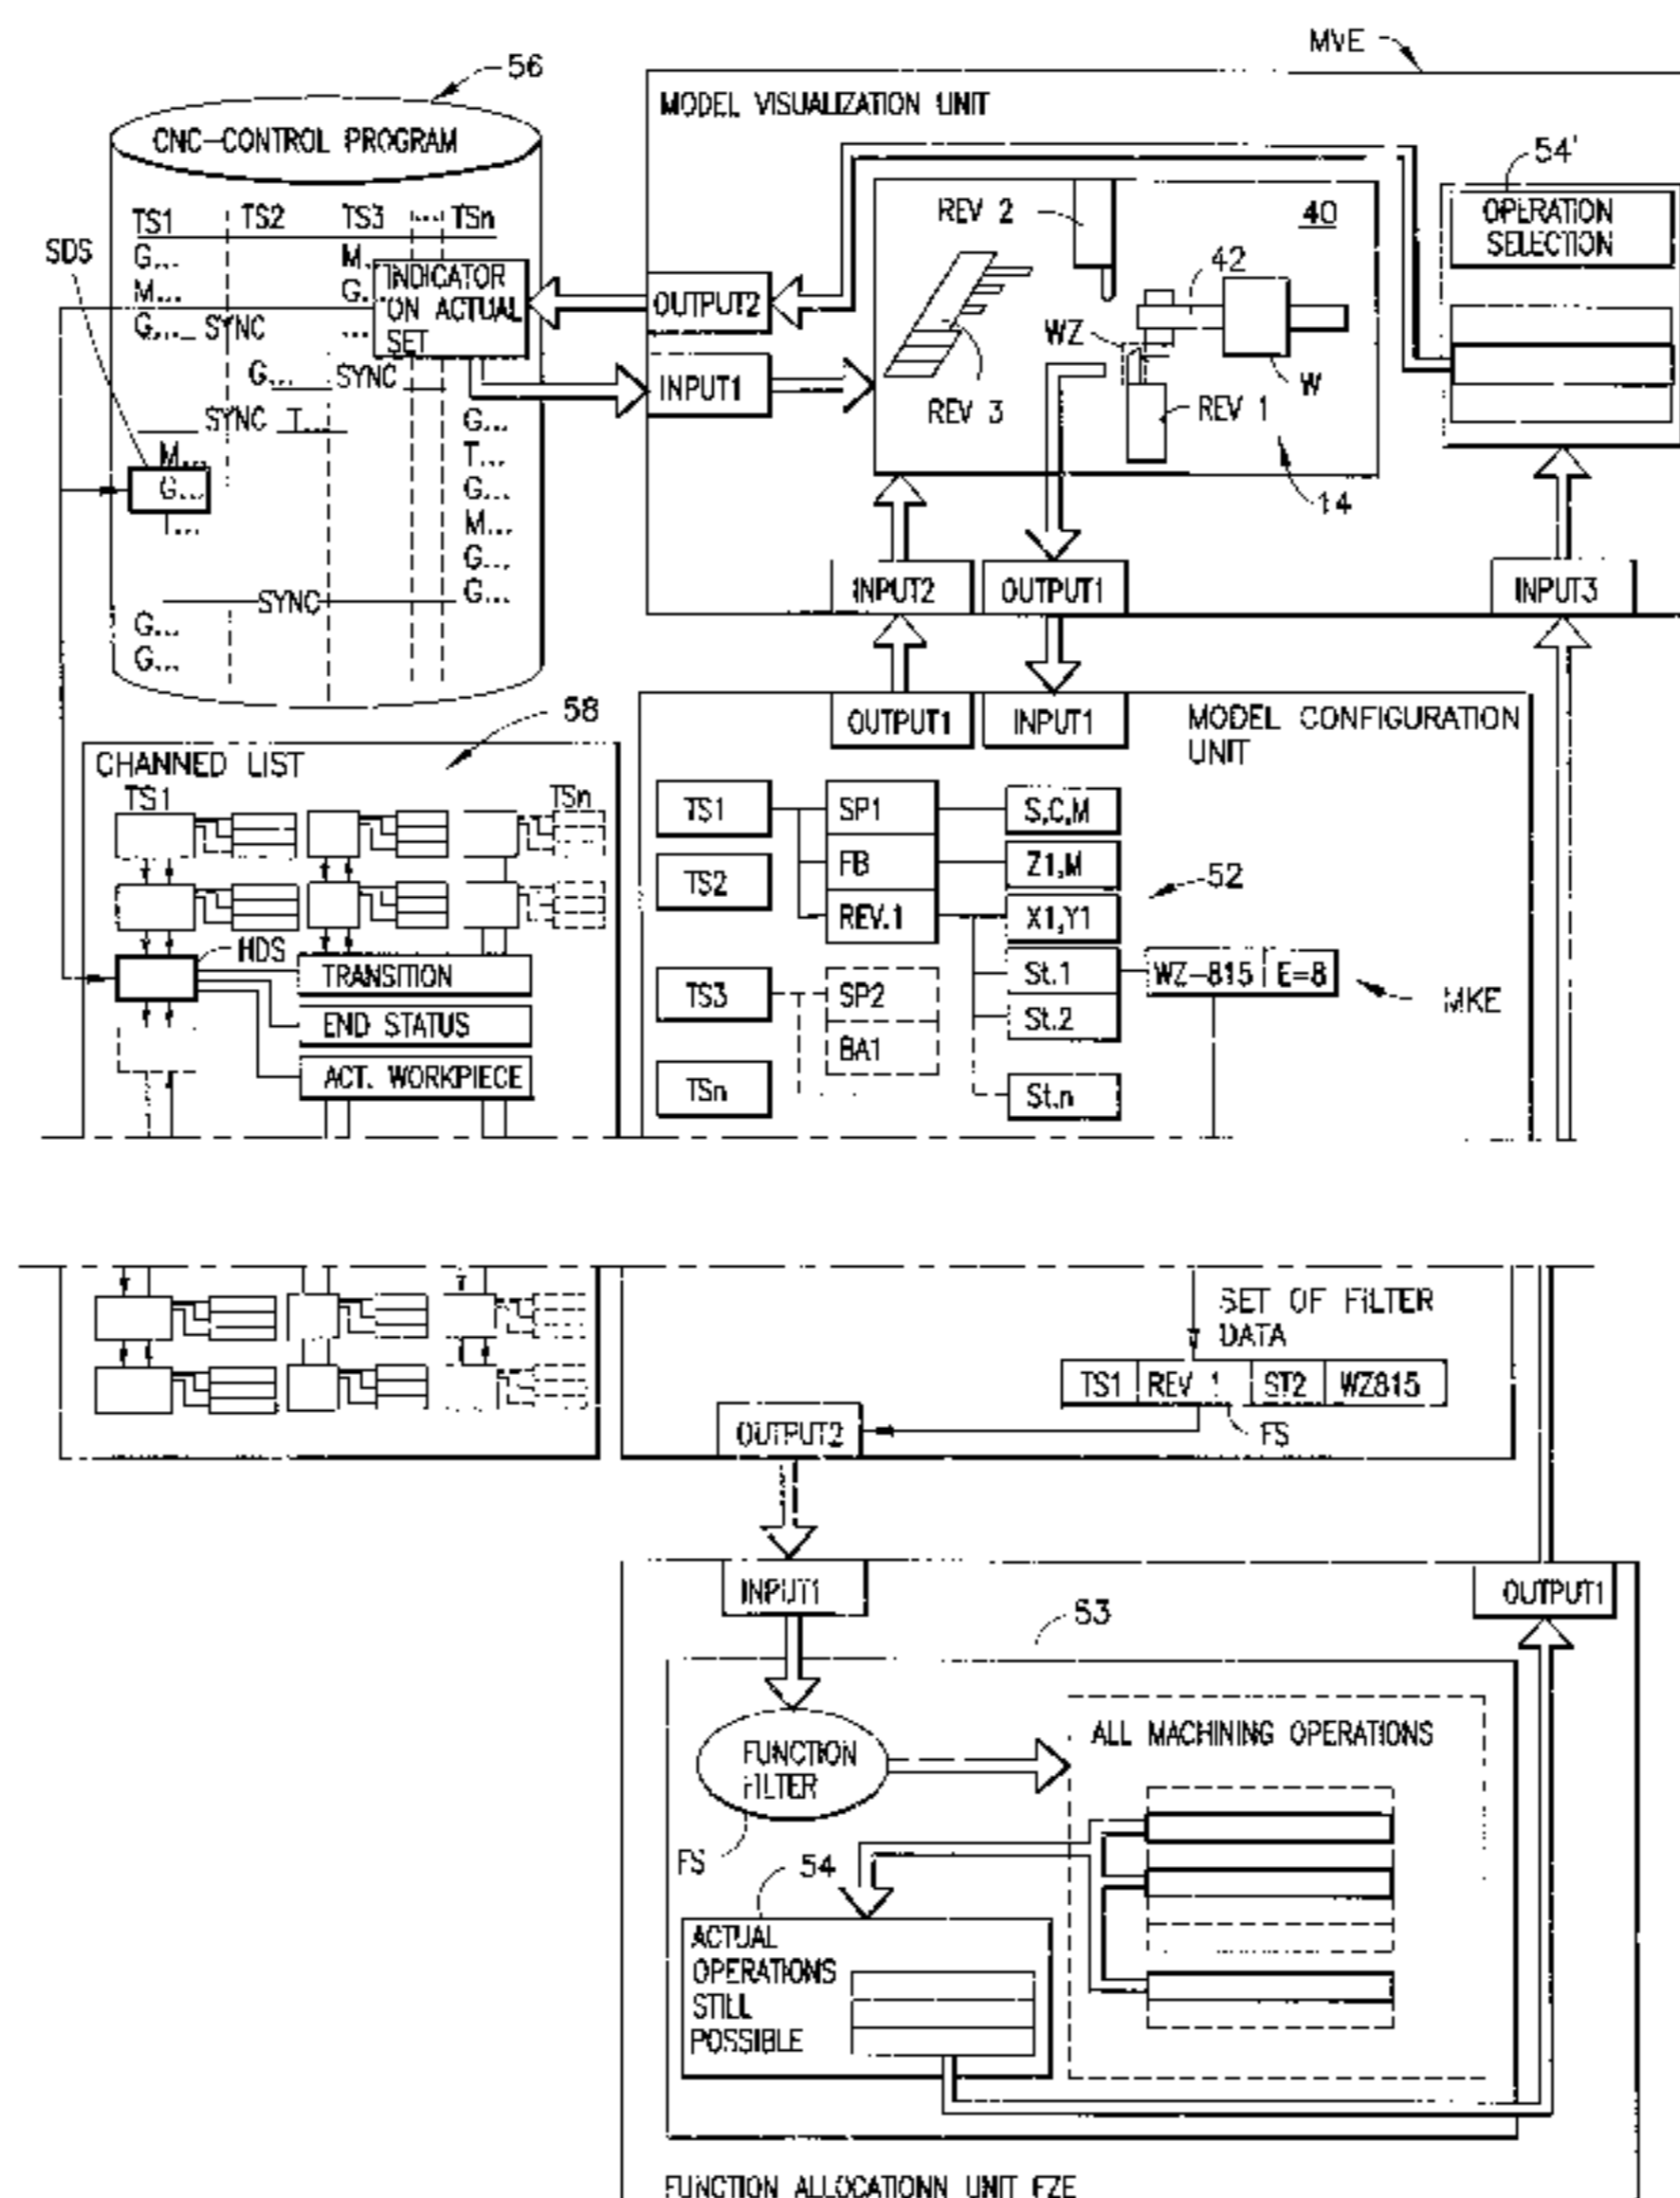 MVE
56
MODEL VISUALIZATION UNIT
CNC-CONTROL PROGRAM
54'
TS1 TS2 TS3 ... TSn
REV 2
40
OPERATION
SELECTION
SDS
G... M...
INDICATOR
ON ACTUAL
SET
42
M... G...
OUTPUT2
G... SYNC ...
WZ
G... SYNC
INPUT1
W
REV 3
REV 1
SYNC T... G...
M... T...
G... G...
14
T... M...
G...
INPUT2 OUTPUT1 INPUT3
SYNC G...
G...
G...
58
OUTPUT1 INPUT1
MODEL CONFIGURATION
UNIT
CHANNED LIST
TS1 TSn
TS1 SP1 S,C,M
TS2 FB Z1,M
52
REV.1 X1,Y1
HDS
TRANSITION
St.1 WZ-815 E=8
TS3 SP2
MKE
END STATUS
St.2
BA1
ACT. WORKPIECE
TSn St.n
SET OF FILTER
DATA
TS1 REV 1 ST2 WZ815
OUTPUT2
FS
INPUT1 OUTPUT1
53
ALL MACHINING OPERATIONS
FUNCTION
FILTER
FS
54
ACTUAL
OPERATIONS
STILL
POSSIBLE
FUNCTION ALLOCATIONN UNIT FZE